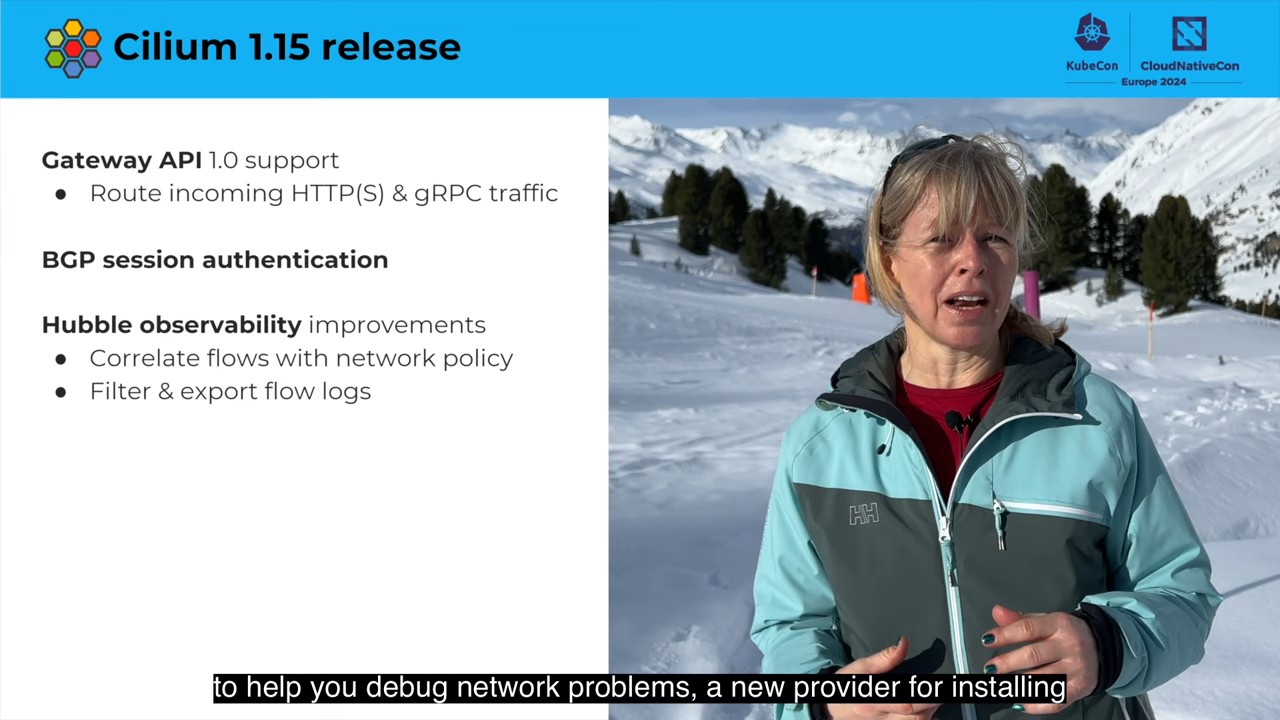 Cilium 1.15 release
KubeCon
CloudNativeCon
Europe 2024
Gateway API 1.0 support
● Route incoming HTTP(S) & gRPC traffic
BGP session authentication
Hubble observability improvements
● Correlate flows with network policy
● Filter & export flow logs
HH
to help you debug network problems, a new provider for installing